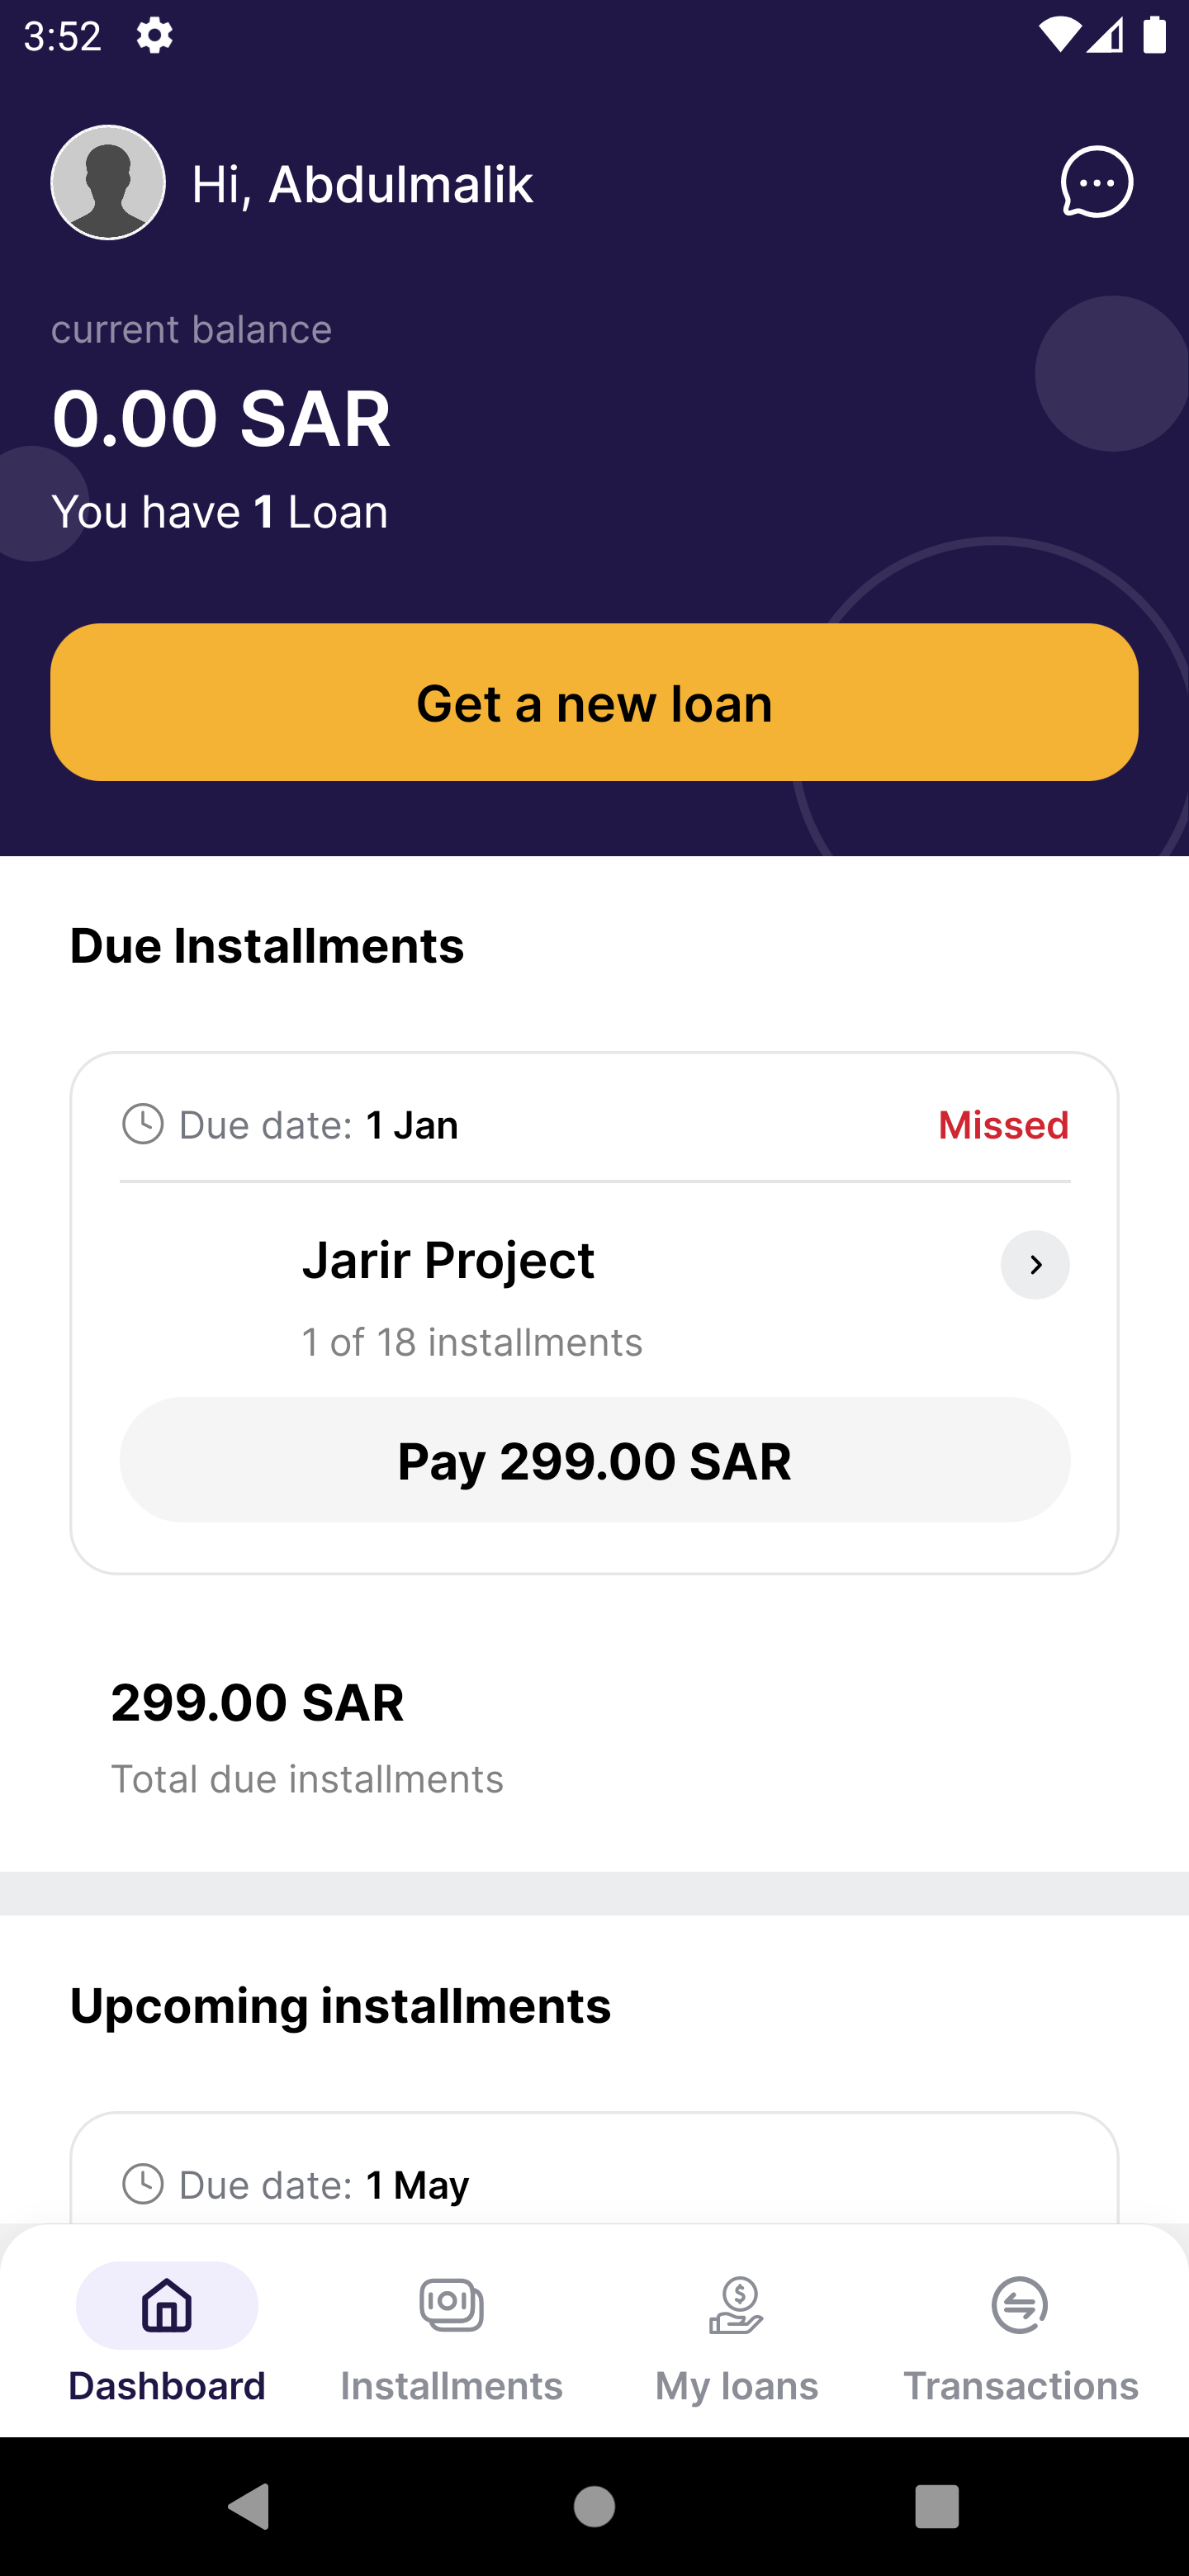 3:52
Hi, Abdulmalik
current balance
0.00 SAR
You have 1 Loan
Get a new loan
Due Installments
Due date: 1 Jan
Missed
Jarir Project
1 of 18 installments
Pay 299.00 SAR
299.00 SAR
Total due installments
Upcoming installments
Due date: 1 May
Dashboard
Installments
My loans
Transactions